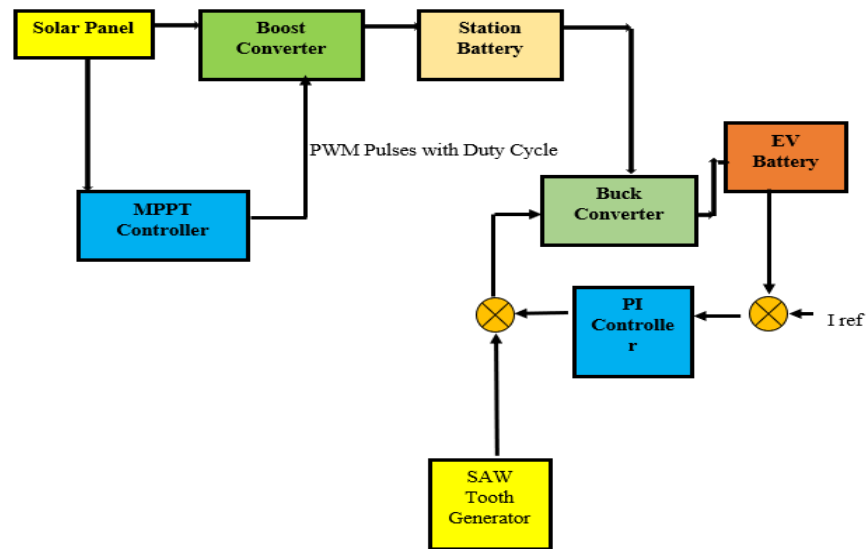 Solar Panel
Boost
Converter
Station
Battery
PWM Pulses with Duty Cycle
EV
Battery
MPPT
Controller
Buck
Converter
PI
Controlle
r
I ref
SAW
Tooth
Generator